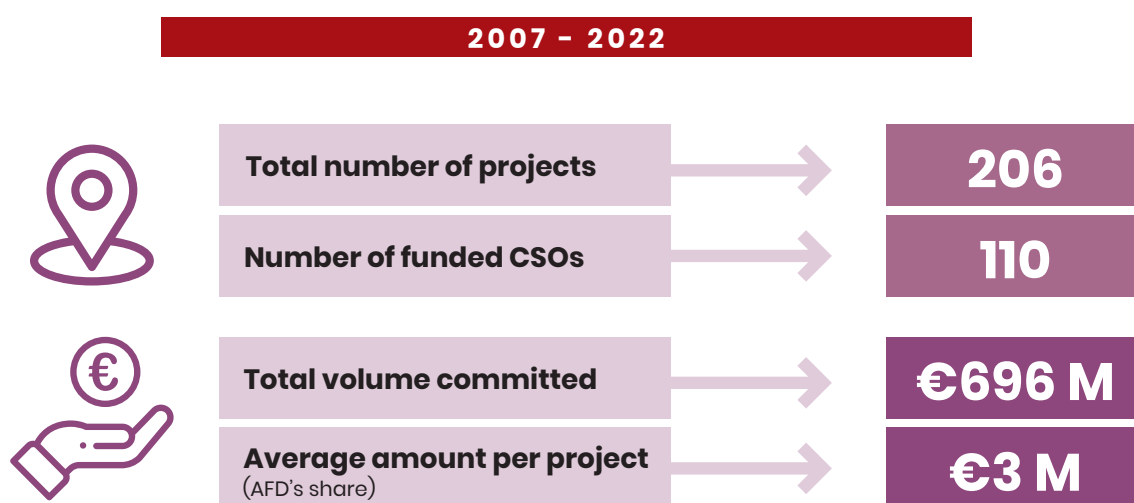 2007 - 2022
Total number of projects
206
Number of funded CSOs
110
€
Total volume committed
€696 M
Average amount per project
(AFD's share)
€3 M